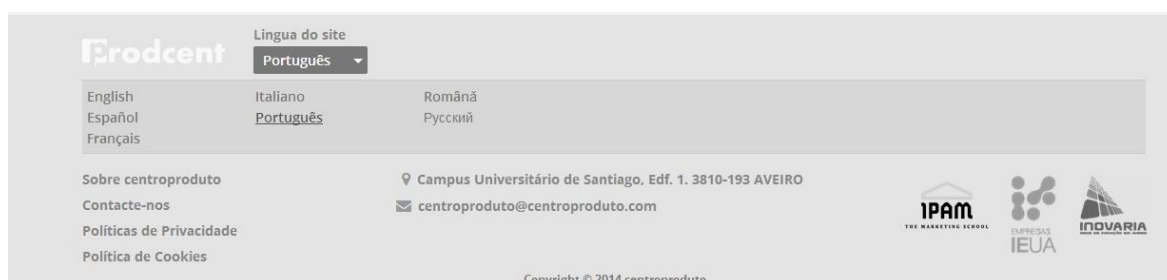 Prodcent
Lingua do site
Português
English
Español
Français
Italiano
Português
Română
Русский
Sobre centroproduto
Contacte-nos
Políticas de Privacidade
Política de Cookies
Campus Universitário de Santiago, Edf. 1. 3810-193 AVEIRO
centroproduto@centroproduto.com
IPAM
THE MARKETING SCHOOL
EMPRESAS
IEUA
INOVARIA
Copyright © 2014 centroproduto